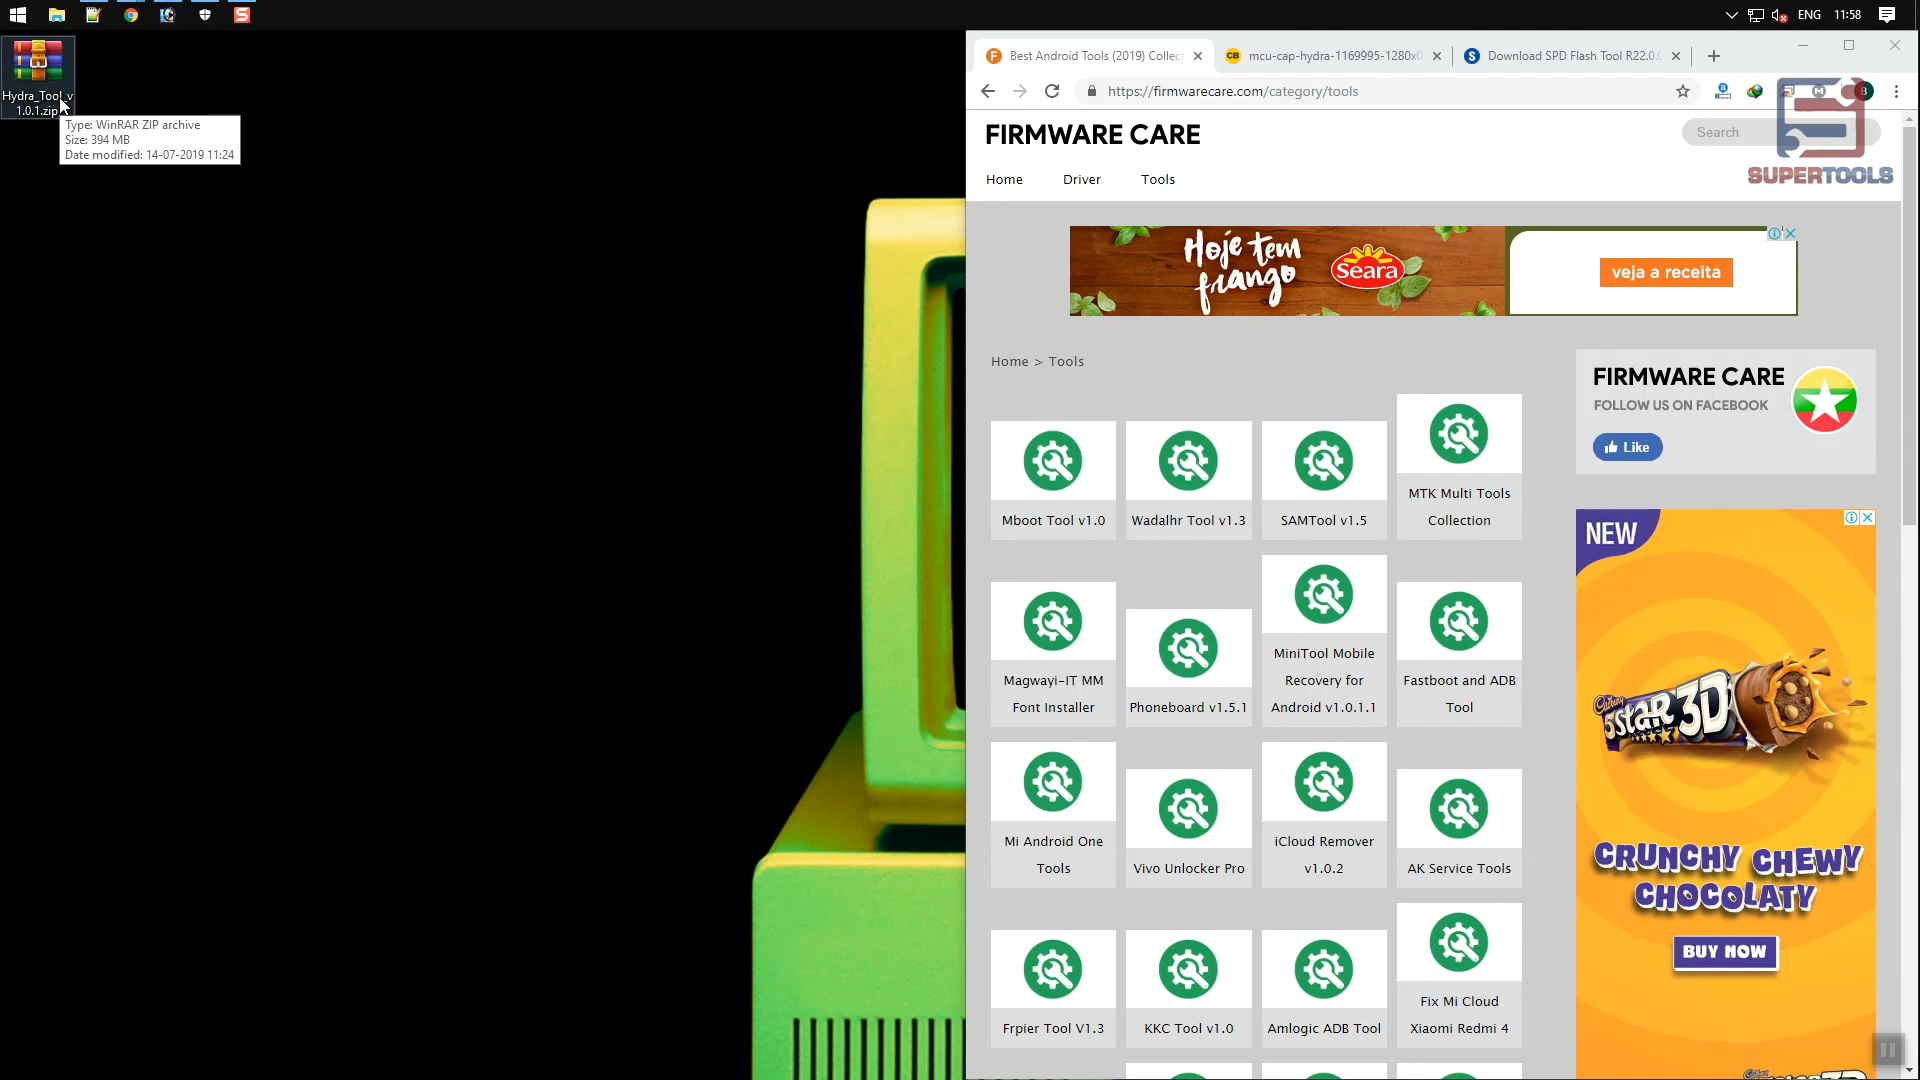 ENG
11:58
Hydra_Tool_v
1.0.1.zip
Type: WinRAR ZIP archive
Size: 394 MB
Date modified: 14-07-2019 11:24
Best Android Tools (2019) Collect
mcu-cap-hydra-1169995-1280x0
Download SPD Flash Tool R22.0.
https://firmwarecare.com/category/tools
FIRMWARE CARE
Search
SUPERTOOLS
Home
Driver
Tools
Hoje tem
frango
Seara
veja a receita
Home > Tools
FIRMWARE CARE
FOLLOW US ON FACEBOOK
Like
Mboot Tool v1.0
Wadalhr Tool v1.3
SAMTool v1.5
MTK Multi Tools
Collection
Magwayi-IT MM
Font Installer
Phoneboard v1.5.1
MiniTool Mobile
Recovery for
Android v1.0.1.1
Fastboot and ADB
Tool
Mi Android One
Tools
Vivo Unlocker Pro
iCloud Remover
v1.0.2
AK Service Tools
Frpier Tool V1.3
KKC Tool v1.0
Amlogic ADB Tool
Fix Mi Cloud
Xiaomi Redmi 4
NEW
Cadbury
5STAR 3D
CRUNCHY CHEWY
CHOCOLATY
BUY NOW